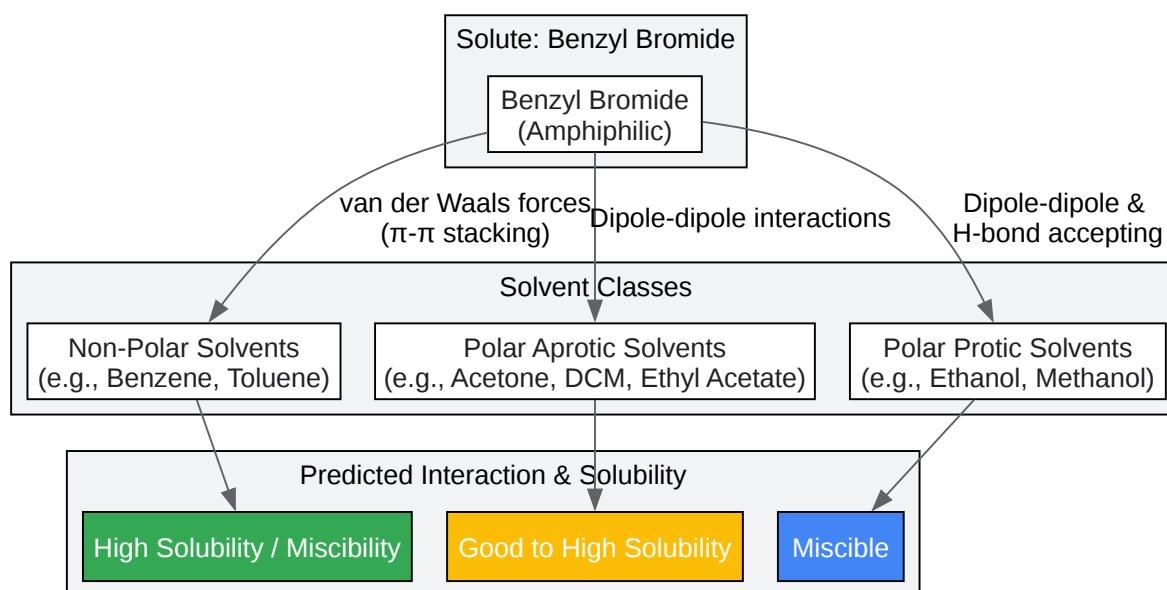 Solute: Benzyl Bromide
Benzyl Bromide
(Amphiphilic)
van der Waals forces
(π-π stacking)
Dipole-dipole interactions
Dipole-dipole &
H-bond accepting
Solvent Classes
Non-Polar Solvents
(e.g., Benzene, Toluene)
Polar Aprotic Solvents
(e.g., Acetone, DCM, Ethyl Acetate)
Polar Protic Solvents
(e.g., Ethanol, Methanol)
Predicted Interaction & Solubility
High Solubility / Miscibility
Good to High Solubility
Miscible